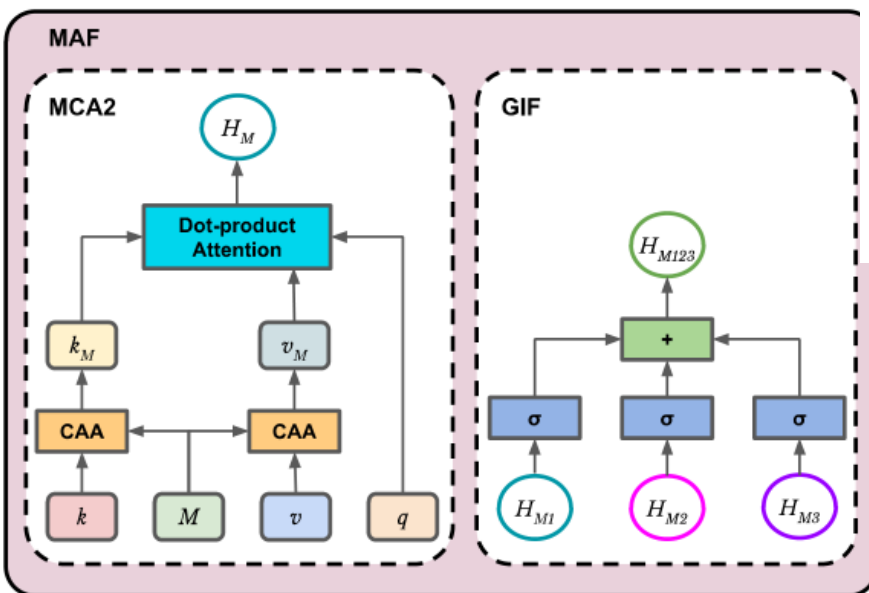 MAF
MCA2
H_M
Dot-product
Attention
k_M
v_M
CAA
CAA
k
M
v
q
GIF
H_M123
+
σ
σ
σ
H_M1
H_M2
H_M3